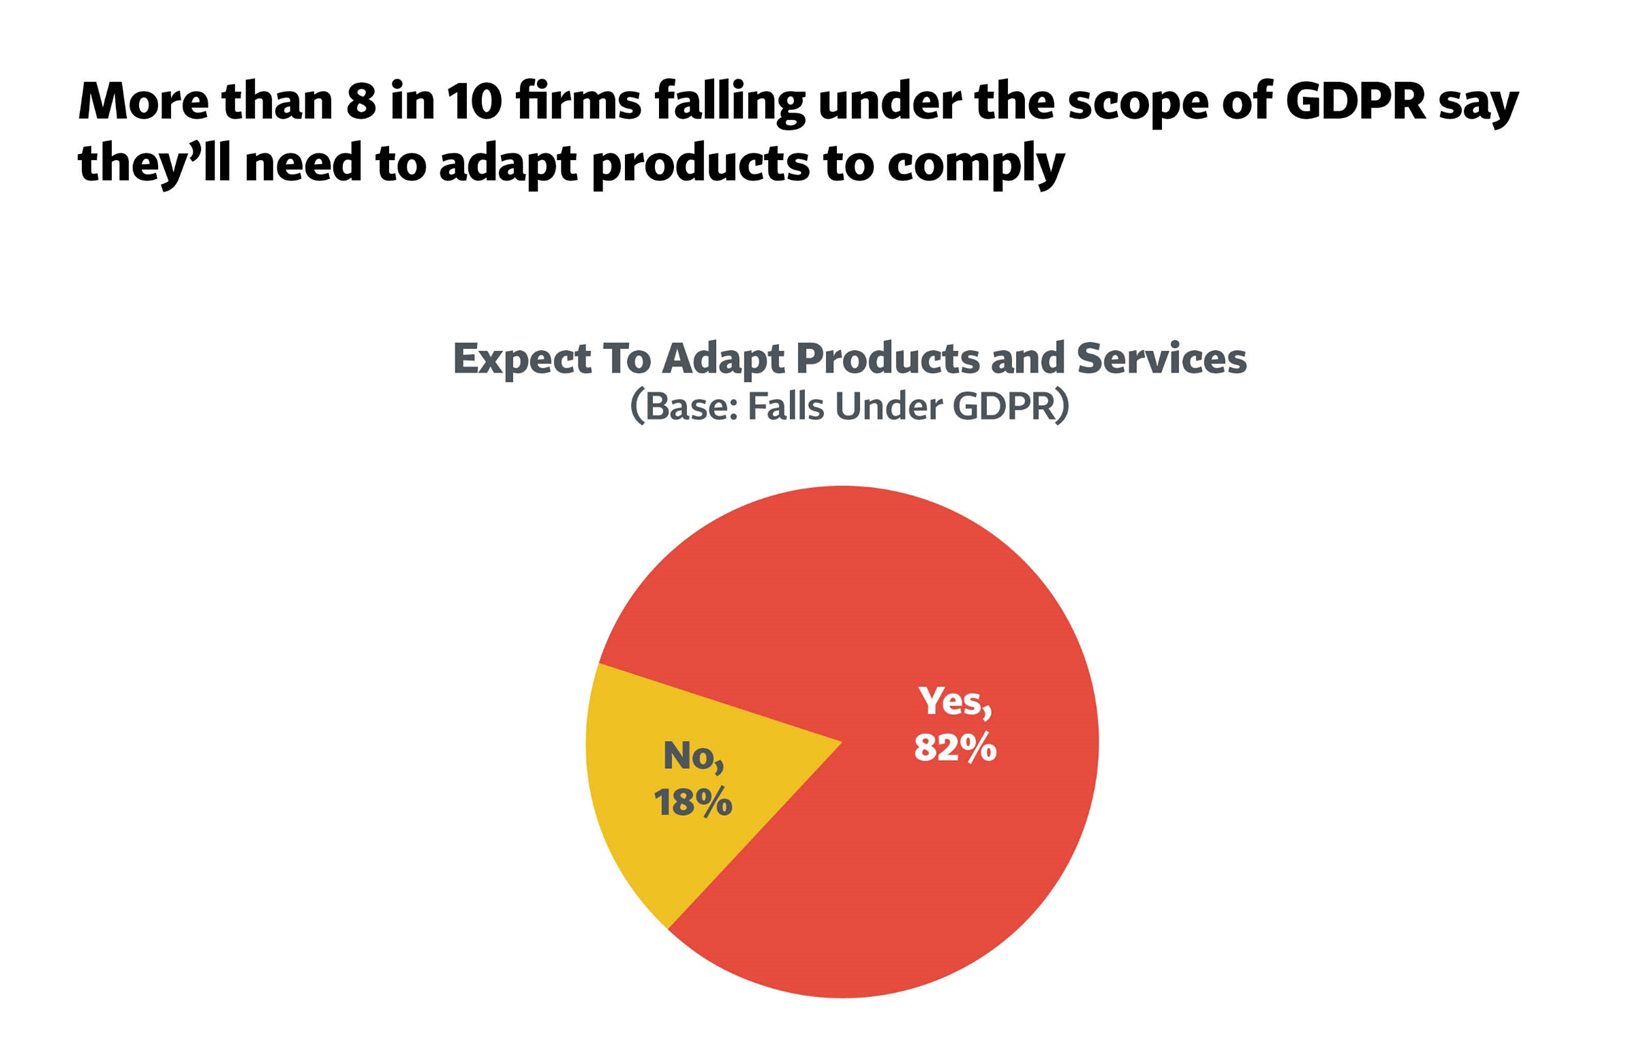 More than 8 in 10 firms falling under the scope of GDPR say
they’ll need to adapt products to comply
Expect To Adapt Products and Services
(Base: Falls Under GDPR)
Yes,
82%
No,
18%